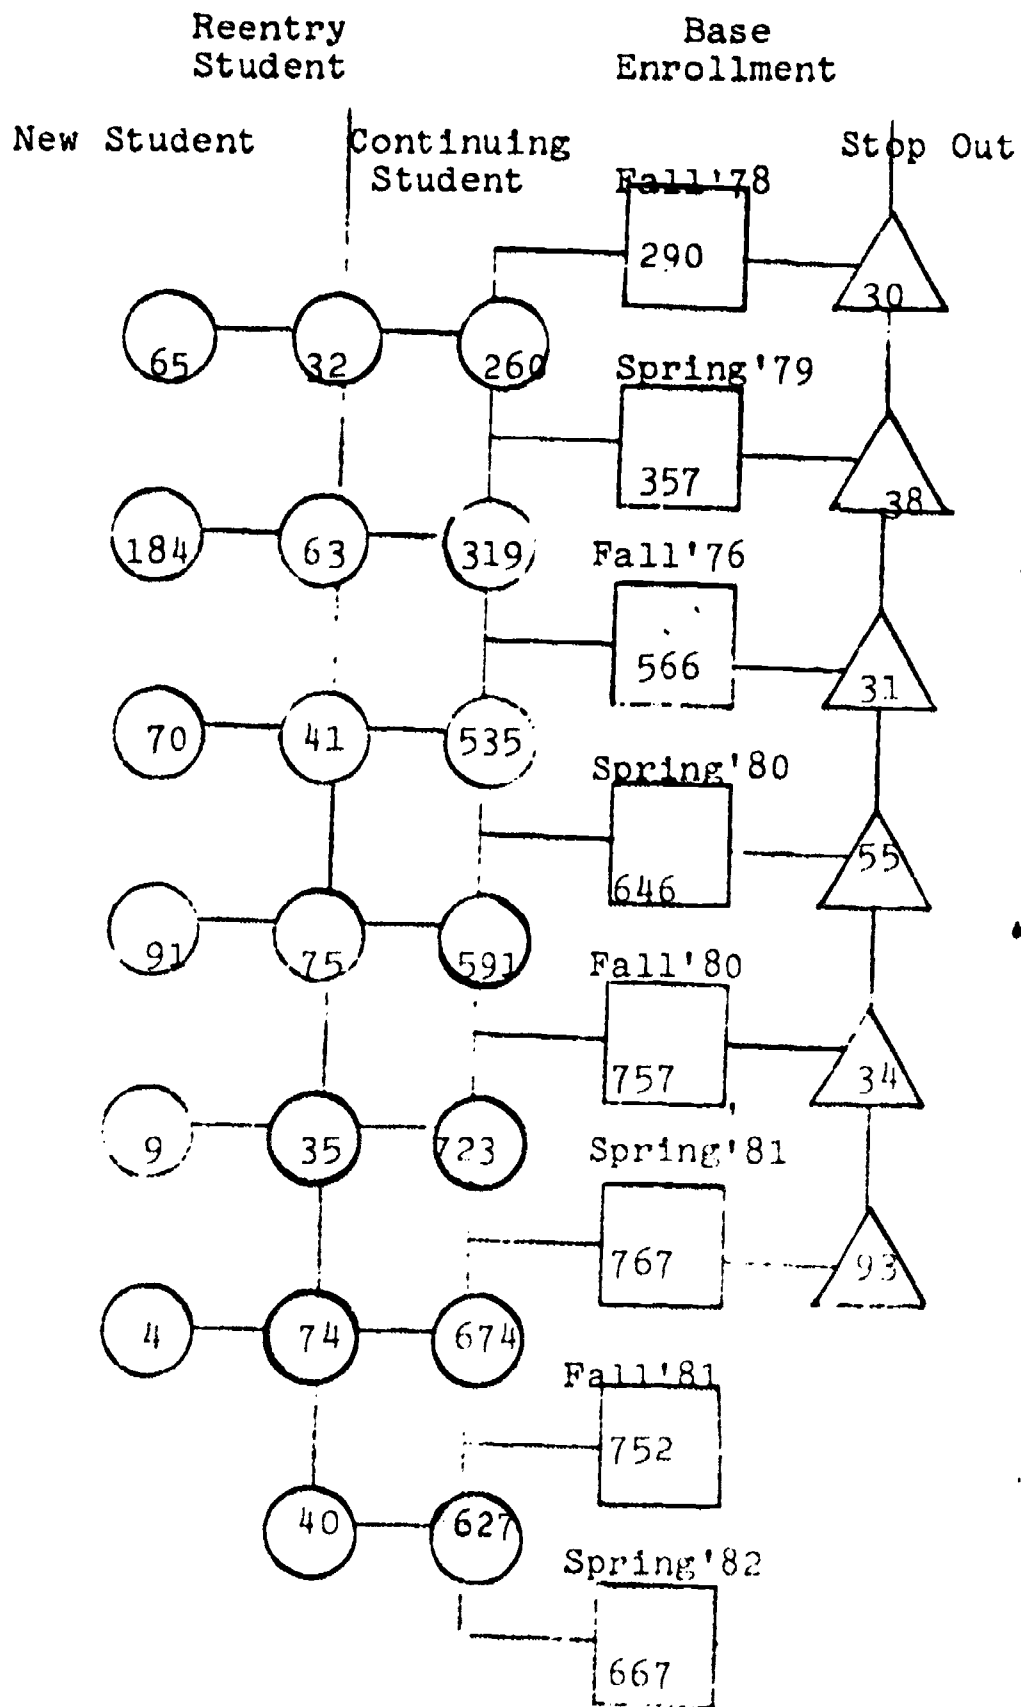 Reentry
Student
Base
Enrollment
New Student
Continuing
Student
Stop Out
Fall'78
290
30
65
32
260
Spring'79
357
38
184
63
319
Fall'76
566
31
70
41
535
Spring'80
646
55
91
75
591
Fall'80
757
34
9
35
723
Spring'81
767
93
4
74
674
Fall'81
752
40
627
Spring'82
667